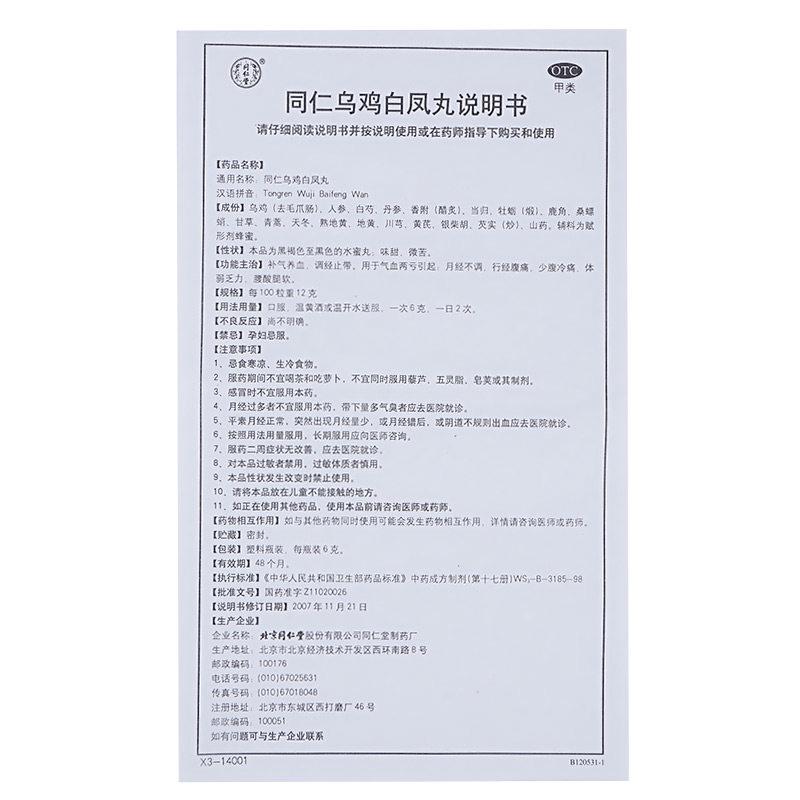 同仁堂
®
OTC
甲类
同仁乌鸡白凤丸说明书
请仔细阅读说明书并按说明使用或在药师指导下购买和使用
【药品名称】
通用名称：同仁乌鸡白凤丸
汉语拼音：Tongren Wuji Baifeng Wan
【成份】乌鸡（去毛爪肠）、人参、白芍、丹参、香附（醋炙）、当归、牡蛎（煅）、鹿角、桑螵
蛸、甘草、青蒿、天冬、熟地黄、地黄、川芎、黄芪、银柴胡、芡实（炒）、山药。辅料为赋
形剂蜂蜜。
【性状】本品为黑褐色至黑色的水蜜丸；味甜、微苦。
【功能主治】补气养血，调经止带。用于气血两亏引起：月经不调，行经腹痛，少腹冷痛，体
弱乏力，腰酸腿软。
【规格】每100粒重12克
【用法用量】口服，温黄酒或温开水送服，一次6克，一日2次。
【不良反应】尚不明确。
【禁忌】孕妇忌服。
【注意事项】
1、忌食寒凉、生冷食物。
2、服药期间不宜喝茶和吃萝卜，不宜同时服用藜芦、五灵脂、皂荚或其制剂。
3、感冒时不宜服用本药。
4、月经过多者不宜服用本药，带下量多气臭者应去医院就诊。
5、平素月经正常，突然出现月经量少，或月经错后，或阴道不规则出血应去医院就诊。
6、按照用法用量服用，长期服用应向医师咨询。
7、服药二周症状无改善，应去医院就诊。
8、对本品过敏者禁用，过敏体质者慎用。
9、本品性状发生改变时禁止使用。
10、请将本品放在儿童不能接触的地方。
11、如正在使用其他药品，使用本品前请咨询医师或药师。
【药物相互作用】如与其他药物同时使用可能会发生药物相互作用，详情请咨询医师或药师。
【贮藏】密封。
【包装】塑料瓶装，每瓶装6克。
【有效期】48个月。
【执行标准】《中华人民共和国卫生部药品标准》中药成方制剂（第十七册）WS₃-B-3185-98
【批准文号】国药准字Z11020026
【说明书修订日期】2007年11月21日
【生产企业】
企业名称：北京同仁堂股份有限公司同仁堂制药厂
生产地址：北京市北京经济技术开发区西环南路8号
邮政编码：100176
电话号码：(010)67025631
传真号码：(010)67018048
注册地址：北京市东城区西打磨厂46号
邮政编码：100051
如有问题可与生产企业联系
X3-14001
B120531-1